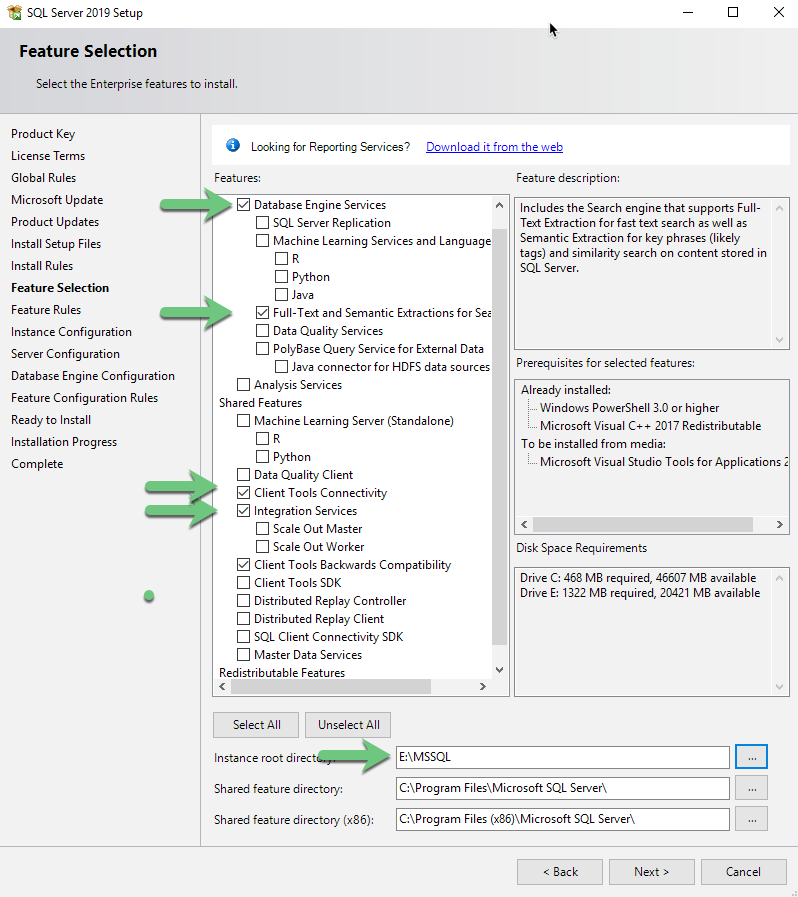 SQL Server 2019 Setup
Feature Selection
Select the Enterprise features to install.
Product Key
License Terms
Global Rules
Microsoft Update
Product Updates
Install Setup Files
Install Rules
Feature Selection
Feature Rules
Instance Configuration
Server Configuration
Database Engine Configuration
Feature Configuration Rules
Ready to Install
Installation Progress
Complete
Looking for Reporting Services? Download it from the web
Features:
Database Engine Services
SQL Server Replication
Machine Learning Services and Language
R
Python
Java
Full-Text and Semantic Extractions for Sea
Data Quality Services
PolyBase Query Service for External Data
Java connector for HDFS data sources
Analysis Services
Shared Features
Machine Learning Server (Standalone)
R
Python
Data Quality Client
Client Tools Connectivity
Integration Services
Scale Out Master
Scale Out Worker
Client Tools Backwards Compatibility
Client Tools SDK
Distributed Replay Controller
Distributed Replay Client
SQL Client Connectivity SDK
Master Data Services
Redistributable Features
Feature description:
Includes the Search engine that supports Full-
Text Extraction for fast text search as well as
Semantic Extraction for key phrases (likely
tags) and similarity search on content stored in
SQL Server.
Prerequisites for selected features:
Already installed:
Windows PowerShell 3.0 or higher
Microsoft Visual C++ 2017 Redistributable
To be installed from media:
Microsoft Visual Studio Tools for Applications 2
Disk Space Requirements
Drive C: 468 MB required, 46607 MB available
Drive E: 1322 MB required, 20421 MB available
Select All
Unselect All
Instance root directory:
E:\MSSQL
...
Shared feature directory:
C:\Program Files\Microsoft SQL Server\
...
Shared feature directory (x86):
C:\Program Files (x86)\Microsoft SQL Server\
...
< Back
Next >
Cancel